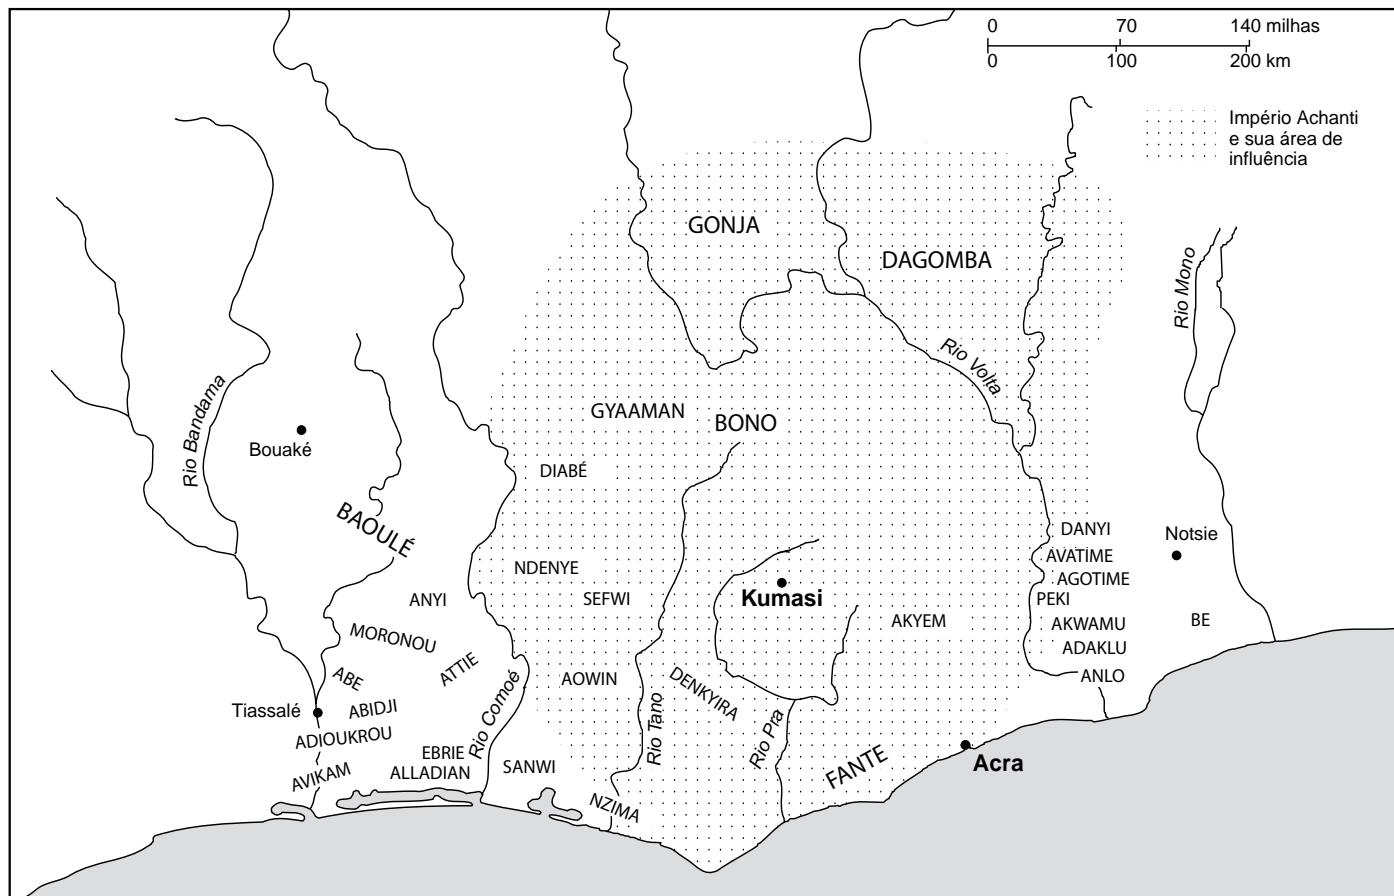 0 70 140 milhas
0 100 200 km
Império Achanti
e sua área de
influência
GONJA
DAGOMBA
Rio Mono
Rio Volta
Rio Bandama
GYAAMAN
BONO
Bouaké
DIABÉ
BAOULÉ
DANYI
Notsie
AVATIME
NDENYE
AGOTIME
Kumasi
SEFWI
ANYI
PEKI
AKYEM
AKWAMU
BE
MORONOU
ADAKLU
ATTIE
ABE
AOWIN
DENKYIRA
ANLO
Rio Comoé
Rio Tano
Rio Pra
Tiassalé
ABIDJI
ADIOUKROU
EBRIE
FANTE
Acra
AVIKAM
ALLADIAN
SANWI
NZIMA